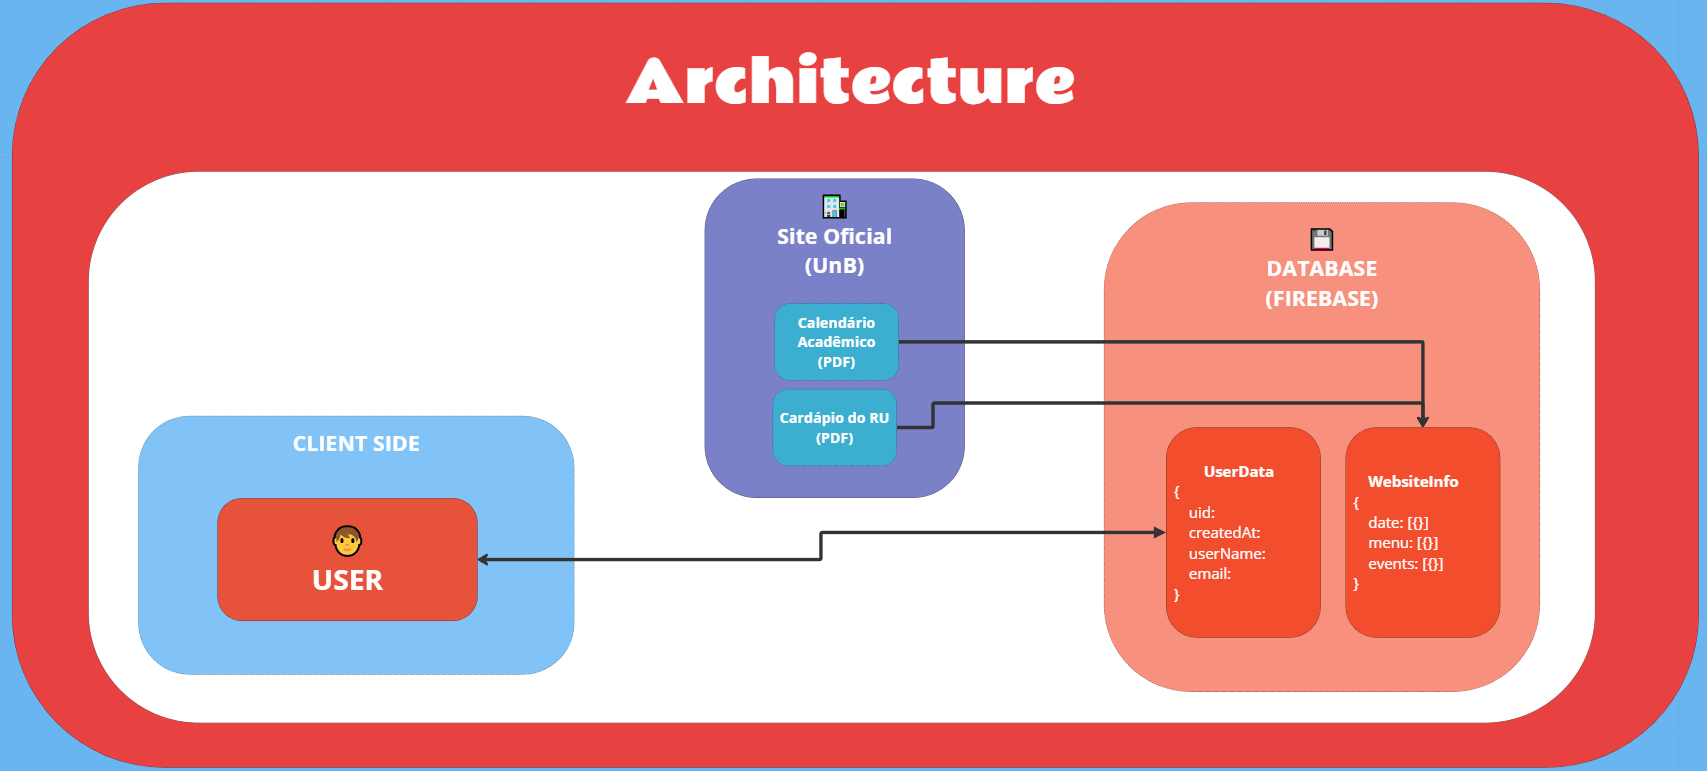 Architecture
Site Oficial
(UnB)
Calendário
Acadêmico
(PDF)
Cardápio do RU
(PDF)
CLIENT SIDE
USER
DATABASE
(FIREBASE)
UserData
{
uid:
createdAt:
userName:
email:
}
WebsiteInfo
{
date: [{}]
menu: [{}]
events: [{}]
}